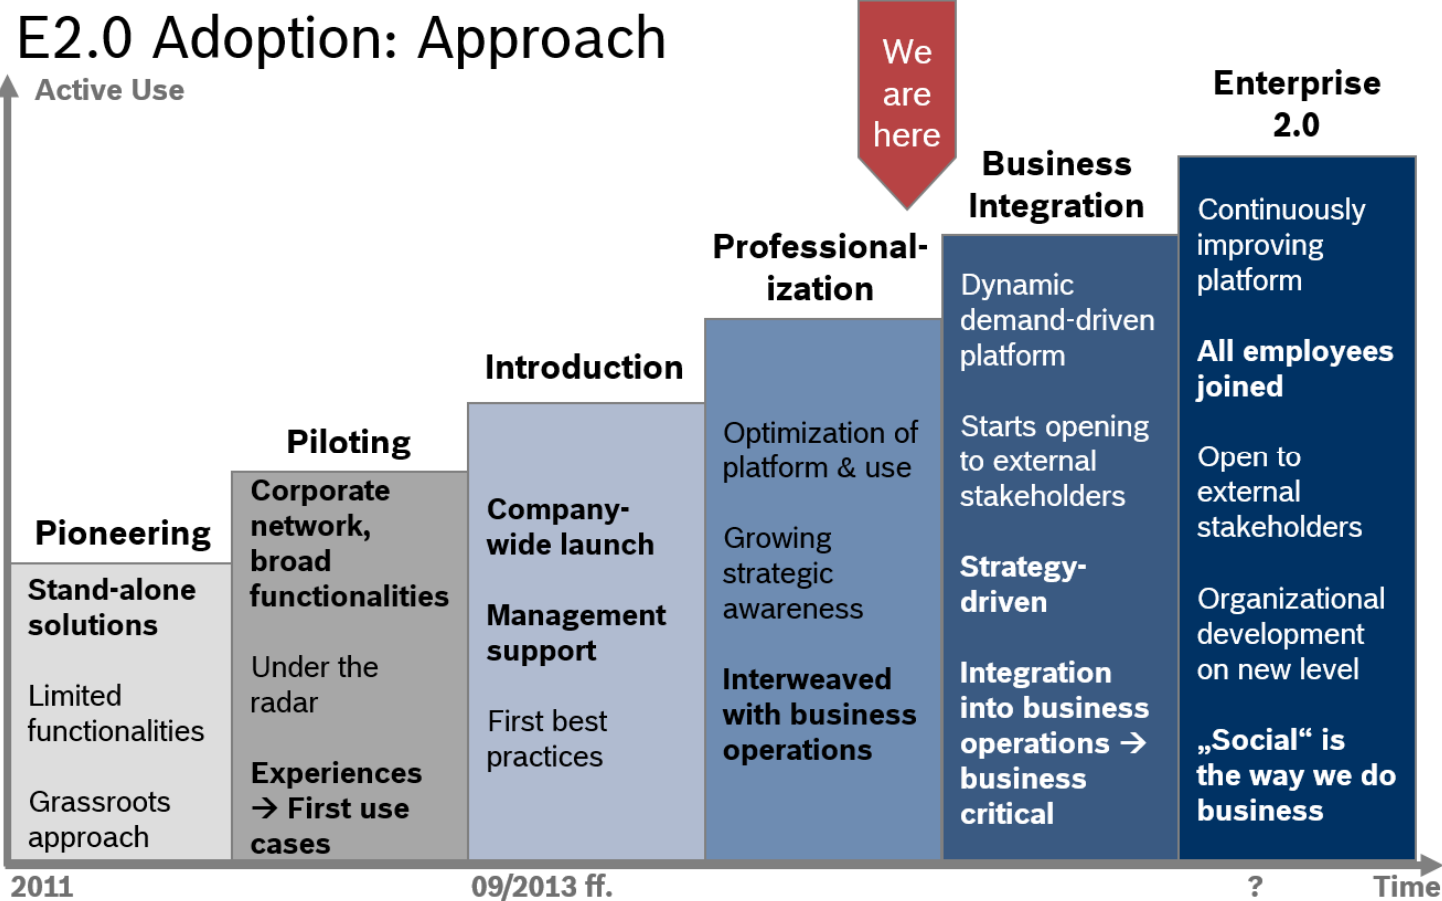 E2.0 Adoption: Approach
Active Use
We
are
here
Pioneering
Stand-alone
solutions
Limited
functionalities
Grassroots
approach
Piloting
Corporate
network,
broad
functionalities
Under the
radar
Experiences
→ First use
cases
Introduction
Company-
wide launch
Management
support
First best
practices
Professional-
ization
Optimization of
platform & use
Growing
strategic
awareness
Interweaved
with business
operations
Business
Integration
Dynamic
demand-driven
platform
Starts opening
to external
stakeholders
Strategy-
driven
Integration
into business
operations →
business
critical
Enterprise
2.0
Continuously
improving
platform
All employees
joined
Open to
external
stakeholders
Organizational
development
on new level
„Social“ is
the way we do
business
2011
09/2013 ff.
?
Time